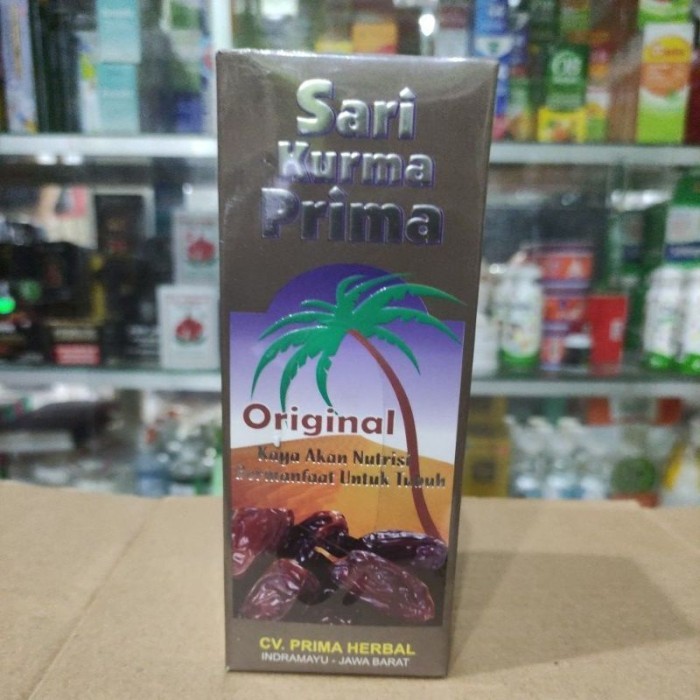 Sari
Kurma
Prima
Original
Kaya Akan Nutrisi
Bermanfaat Untuk Tubuh
CV. PRIMA HERBAL
INDRAMAYU - JAWA BARAT